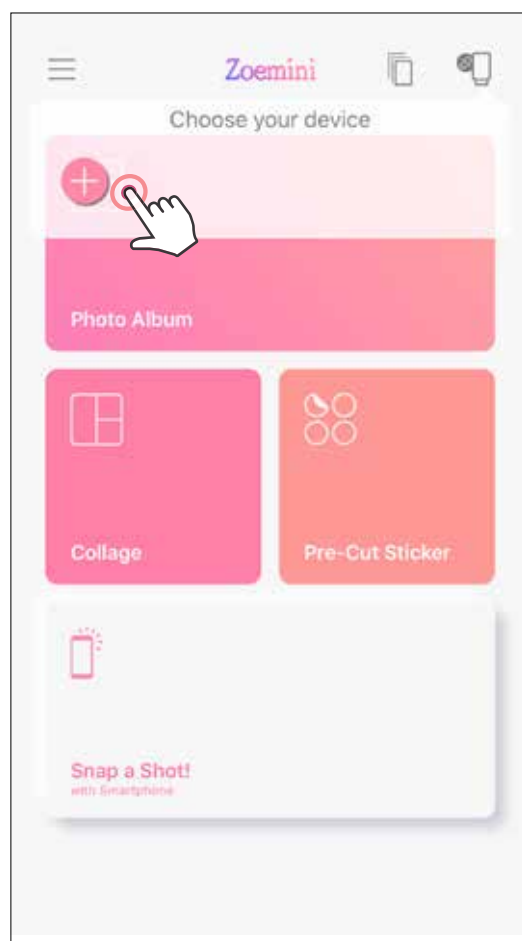 Zoemini
Choose your device
Photo Album
Collage
Pre-Cut Sticker
Snap a Shot!
with Smartphone